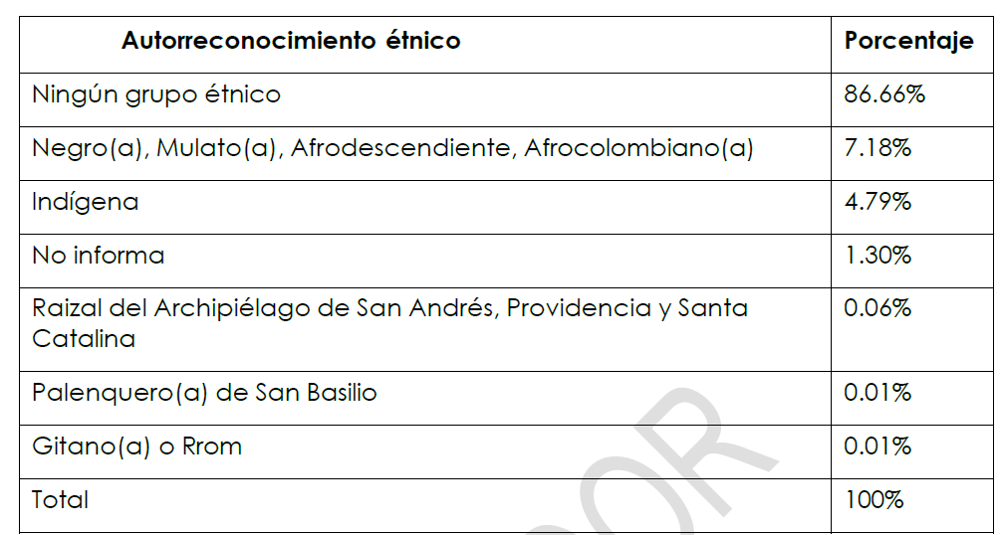 Autorreconocimiento étnico Porcentaje
Ningún grupo étnico 86.66%
Negro(a), Mulato(a), Afrodescendiente, Afrocolombiano(a) 7.18%
Indígena 4.79%
No informa 1.30%
Raizal del Archipiélago de San Andrés, Providencia y Santa 0.06%
Catalina
Palenquero(a) de San Basilio 0.01%
Gitano(a) o Rrom 0.01%
Total 100%